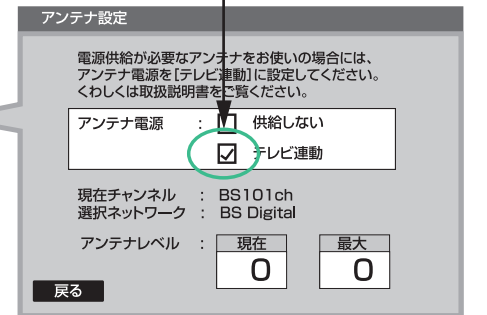 アンテナ設定
電源供給が必要なアンテナをお使いの場合には、
アンテナ電源を[テレビ連動]に設定してください。
くわしくは取扱説明書をご覧ください。
アンテナ電源 : 供給しない
テレビ連動
現在チャンネル : BS101ch
選択ネットワーク : BS Digital
アンテナレベル : 現在 最大
0 0
戻る